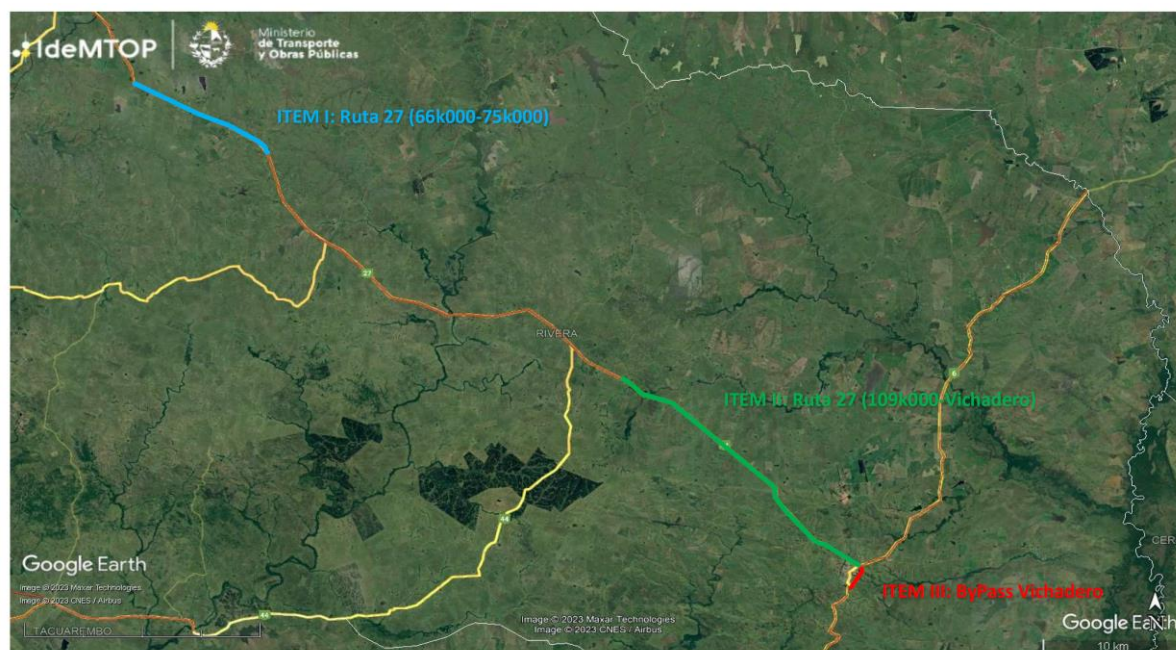 IdeMTOP
Ministerio
de Transporte
y Obras Públicas
ITEM I: Ruta 27 (66k000-75k000)
27
RIVERA
ITEM II: Ruta 27 (109k000-Vichadero)
6
44
ITEM III: ByPass Vichadero
CER
Google Earth
Image © 2023 Maxar Technologies
Image © 2023 CNES / Airbus
44
TACUAREMBO
Image © 2023 Maxar Technologies
Image © 2023 CNES / Airbus
Google Earth
10 km
N